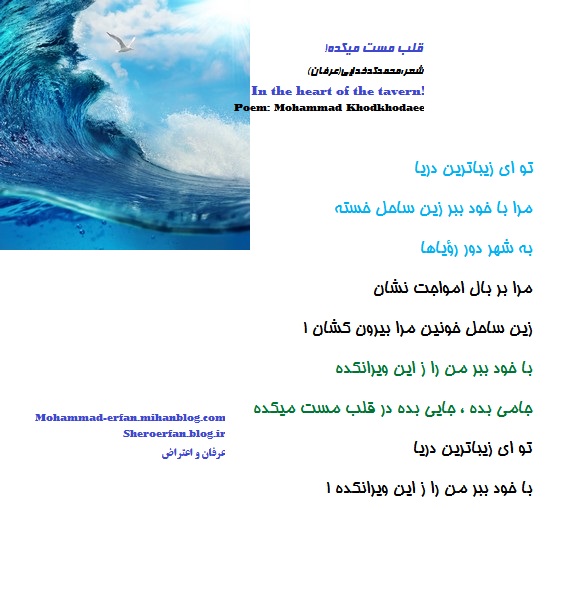 قلب مست میکده!
شعر:محمدکدخدایی(عرفان)
In the heart of the tavern!
Poem: Mohammad Khodkhodaee
تو ای زیباترین دریا
مرا با خود ببر زین ساحل خسته
به شهر دور رؤیاها
مرا بر بال امواجت نشان
زین ساحل خونین مرا بیرون کشان !
با خود ببر من را ز این ویرانکده
جامی بده ، جایی بده در قلب مست میکده
تو ای زیباترین دریا
با خود ببر من را ز این ویرانکده !
Mohammad-erfan.mihanblog.com
Sheroerfan.blog.ir
عرفان و اعتراض